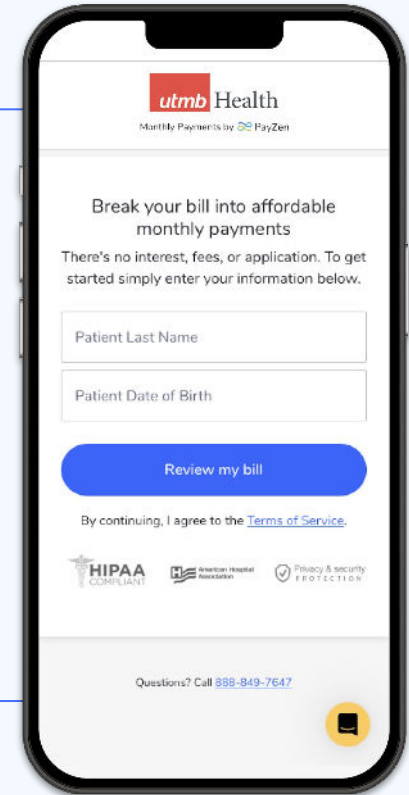 utmb Health
Monthly Payments by PayZen
Break your bill into affordable
monthly payments
There's no interest, fees, or application. To get
started simply enter your information below.
Patient Last Name
Patient Date of Birth
Review my bill
By continuing, I agree to the Terms of Service.
HIPAA
COMPLIANT
American Hospital
Association
Privacy & security
PROTECTION
Questions? Call 888-849-7647